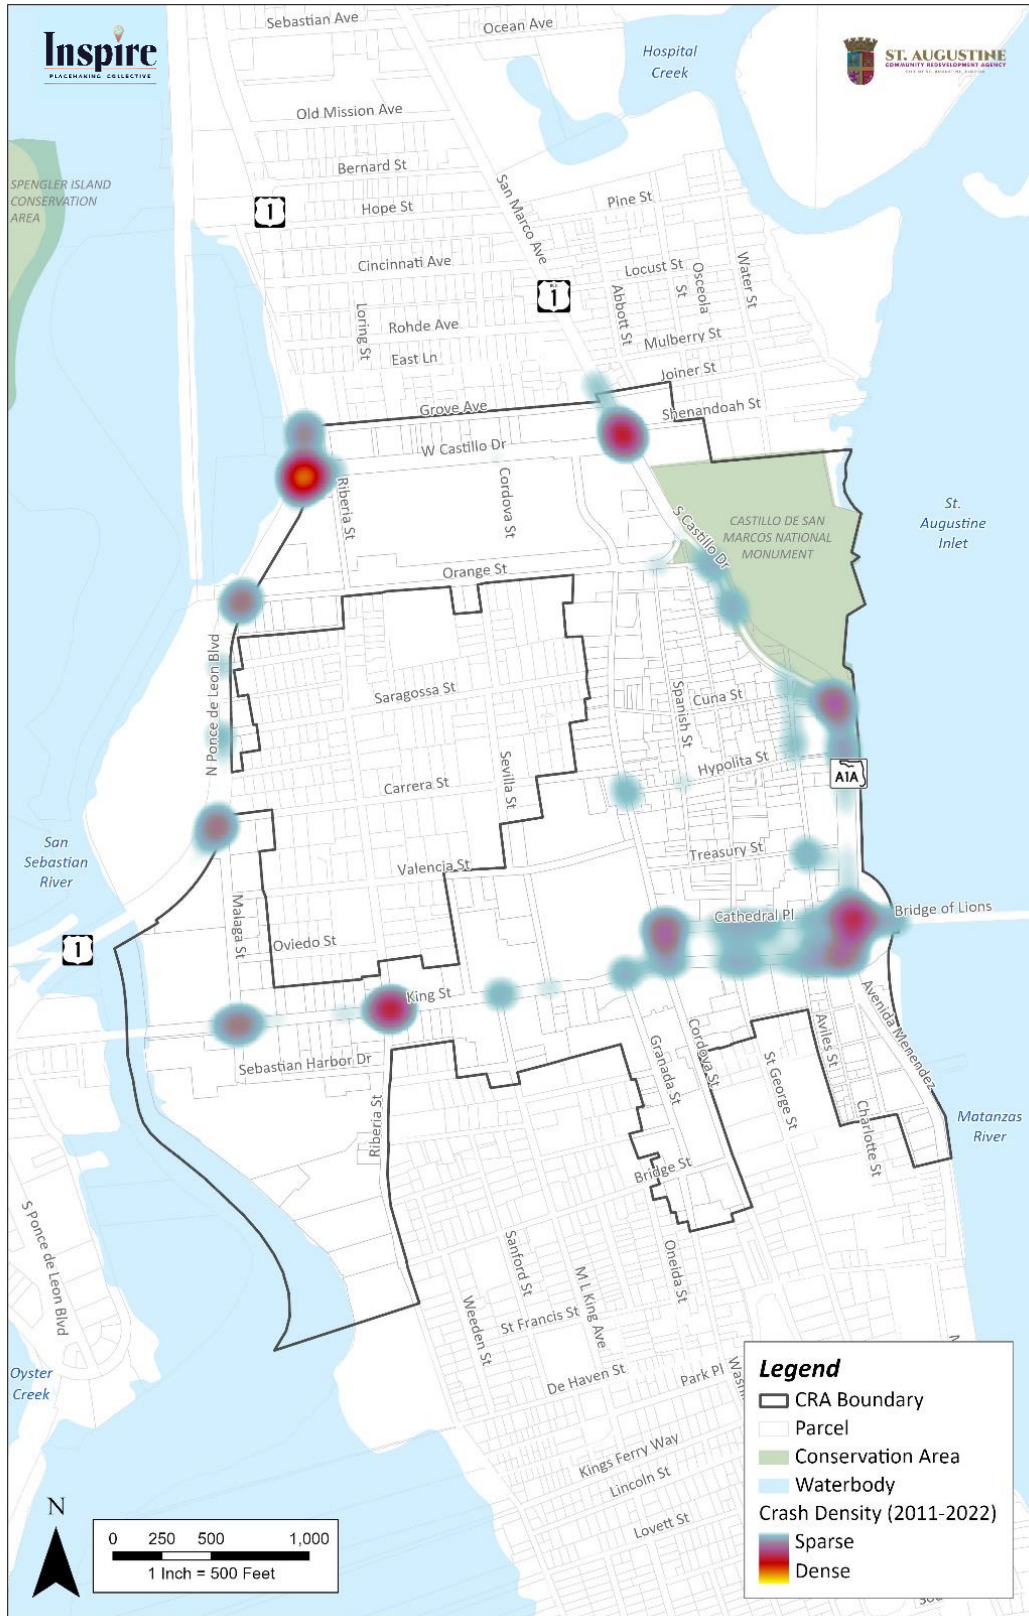 Inspire
PLACEMAKING COLLECTIVE
ST. AUGUSTINE
COMMUNITY REDEVELOPMENT AGENCY
Sebastian Ave
Ocean Ave
Hospital
Creek
Old Mission Ave
Bernard St
SPENGLER ISLAND
CONSERVATION
AREA
1
Hope St
San Marco Ave
Pine St
Cincinnati Ave
Locust St
Osceola
St
Water St
1
Abbott St
Loring St
Rohde Ave
East Ln
Mulberry St
Joiner St
Grove Ave
Shenandoah St
W Castillo Dr
Riberia St
Cordova St
S Castillo Dr
CASTILLO DE SAN
MARCOS NATIONAL
MONUMENT
St.
Augustine
Inlet
Orange St
N Ponce de Leon Blvd
Saragossa St
Spanish St
Cuna St
Hypolita St
A1A
Sevilla St
Carrera St
San
Sebastian
River
Valencia St
Treasury St
Malaga St
Cathedral Pl
Bridge of Lions
1
Oviedo St
King St
Sebastian Harbor Dr
Granada St
Cordova St
St George St
Aviles St
Avenida Menendez
Charlotte St
Matanzas
River
Riberia St
Bridge St
S Ponce de Leon Blvd
Sanford St
Oneida St
M L King Ave
Weeden St
St Francis St
De Haven St
Park Pl
Oyster
Creek
Kings Ferry Way
Lincoln St
Lovett St
Legend
CRA Boundary
Parcel
Conservation Area
Waterbody
Crash Density (2011-2022)
Sparse
Dense
N
0 250 500 1,000
1 Inch = 500 Feet